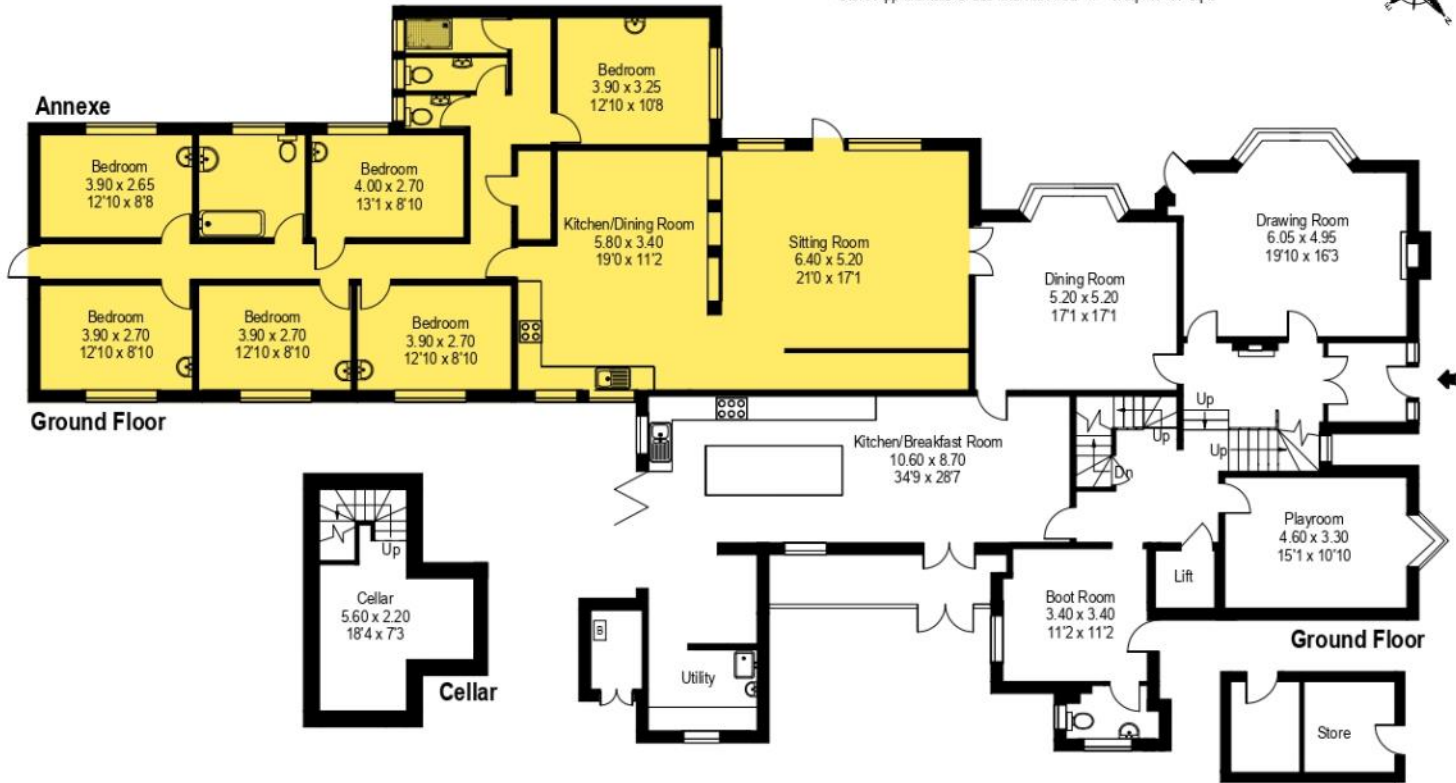 Annexe
Bedroom
3.90 x 3.25
12'10 x 10'8
Bedroom
3.90 x 2.65
12'10 x 8'8
Bedroom
4.00 x 2.70
13'1 x 8'10
Kitchen/Dining Room
5.80 x 3.40
19'0 x 11'2
Sitting Room
6.40 x 5.20
21'0 x 17'1
Drawing Room
6.05 x 4.95
19'10 x 16'3
Dining Room
5.20 x 5.20
17'1 x 17'1
Bedroom
3.90 x 2.70
12'10 x 8'10
Bedroom
3.90 x 2.70
12'10 x 8'10
Bedroom
3.90 x 2.70
12'10 x 8'10
Ground Floor
Up
Up
Up
Dn
Kitchen/Breakfast Room
10.60 x 8.70
34'9 x 28'7
Playroom
4.60 x 3.30
15'1 x 10'10
Lift
Up
Cellar
5.60 x 2.20
18'4 x 7'3
Cellar
Boot Room
3.40 x 3.40
11'2 x 11'2
Ground Floor
B
Utility
Store